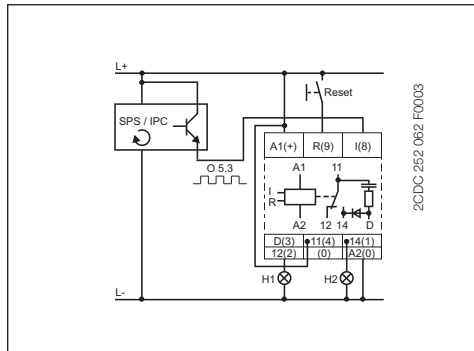 L+
Reset
SPS / IPC
A1(+) R(9) I(8)
O 5.3
A1 11
I
R
A2 12 14 D
D(3) 11(4) 14(1)
12(2) (0) A2(0)
H1 H2
L-
2CDC 252 062 F0003